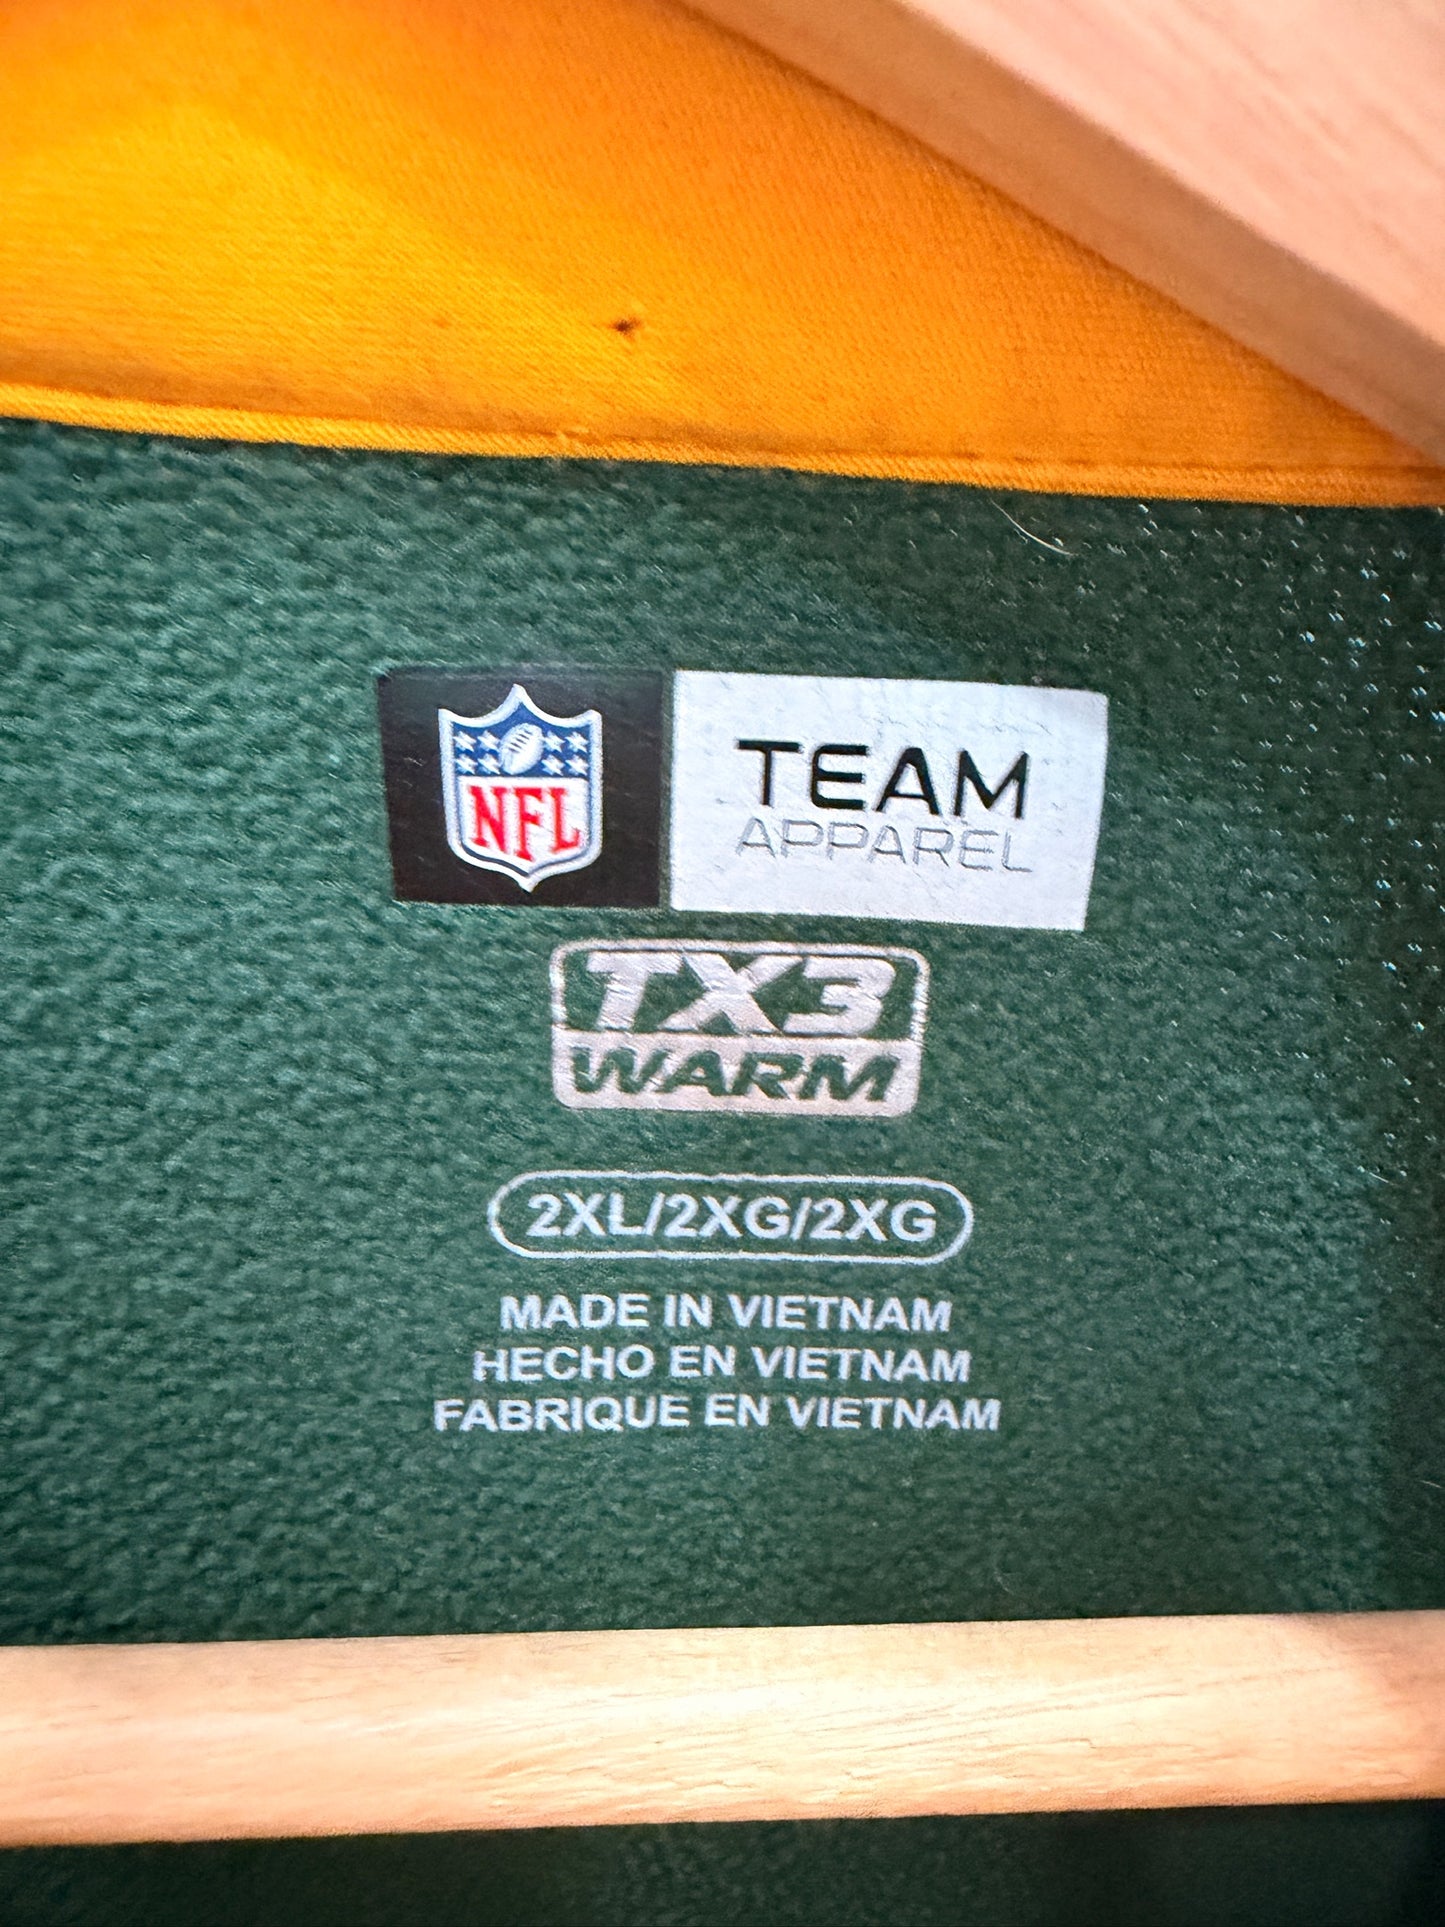 NFL
TEAM
APPAREL
TX3
WARM
2XL/2XG/2XG
MADE IN VIETNAM
HECHO EN VIETNAM
FABRIQUE EN VIETNAM